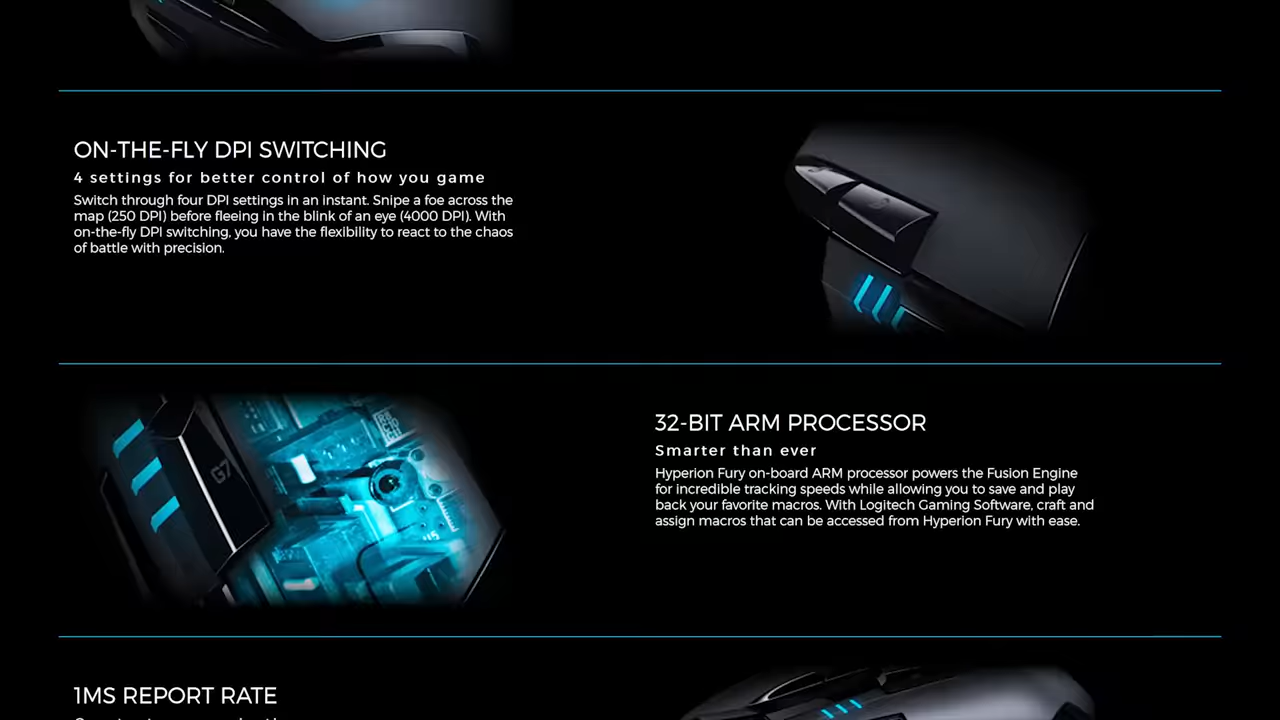 ON-THE-FLY DPI SWITCHING
4 settings for better control of how you game
Switch through four DPI settings in an instant. Snipe a foe across the
map (250 DPI) before fleeing in the blink of an eye (4000 DPI). With
on-the-fly DPI switching, you have the flexibility to react to the chaos
of battle with precision.
G7
32-BIT ARM PROCESSOR
Smarter than ever
Hyperion Fury on-board ARM processor powers the Fusion Engine
for incredible tracking speeds while allowing you to save and play
back your favorite macros. With Logitech Gaming Software, craft and
assign macros that can be accessed from Hyperion Fury with ease.
1MS REPORT RATE